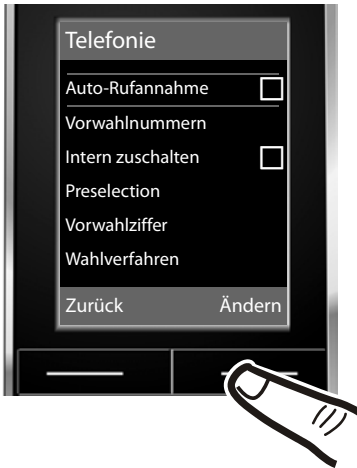 Telefonie
Auto-Rufannahme
Vorwahlnummern
Intern zuschalten
Preselection
Vorwahlziffer
Wahlverfahren
Zurück Ändern